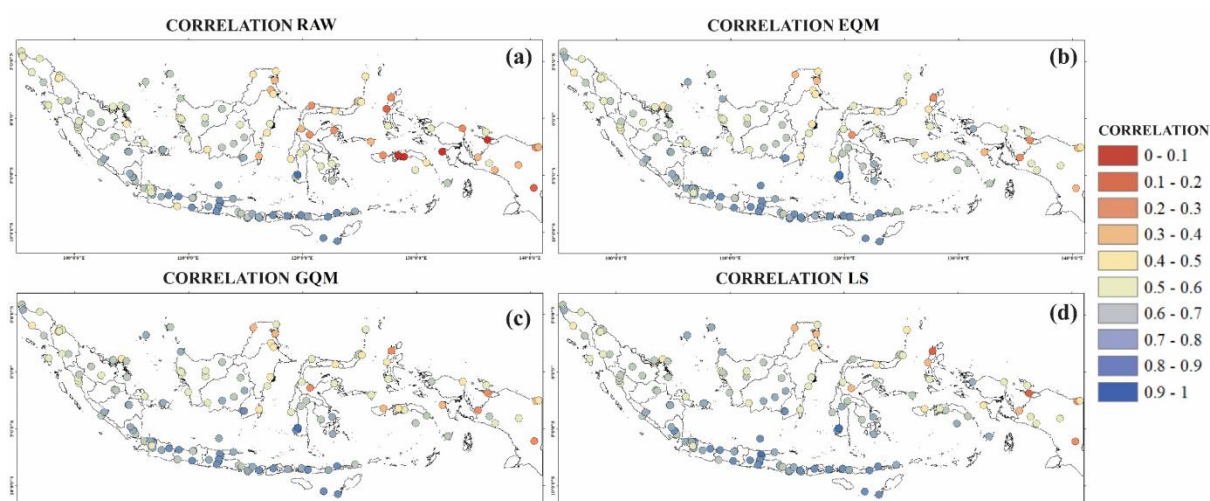 CORRELATION RAW
CORRELATION EQM
(a)
(b)
CORRELATION GQM
CORRELATION LS
(c)
(d)
CORRELATION
0 - 0.1
0.1 - 0.2
0.2 - 0.3
0.3 - 0.4
0.4 - 0.5
0.5 - 0.6
0.6 - 0.7
0.7 - 0.8
0.8 - 0.9
0.9 - 1